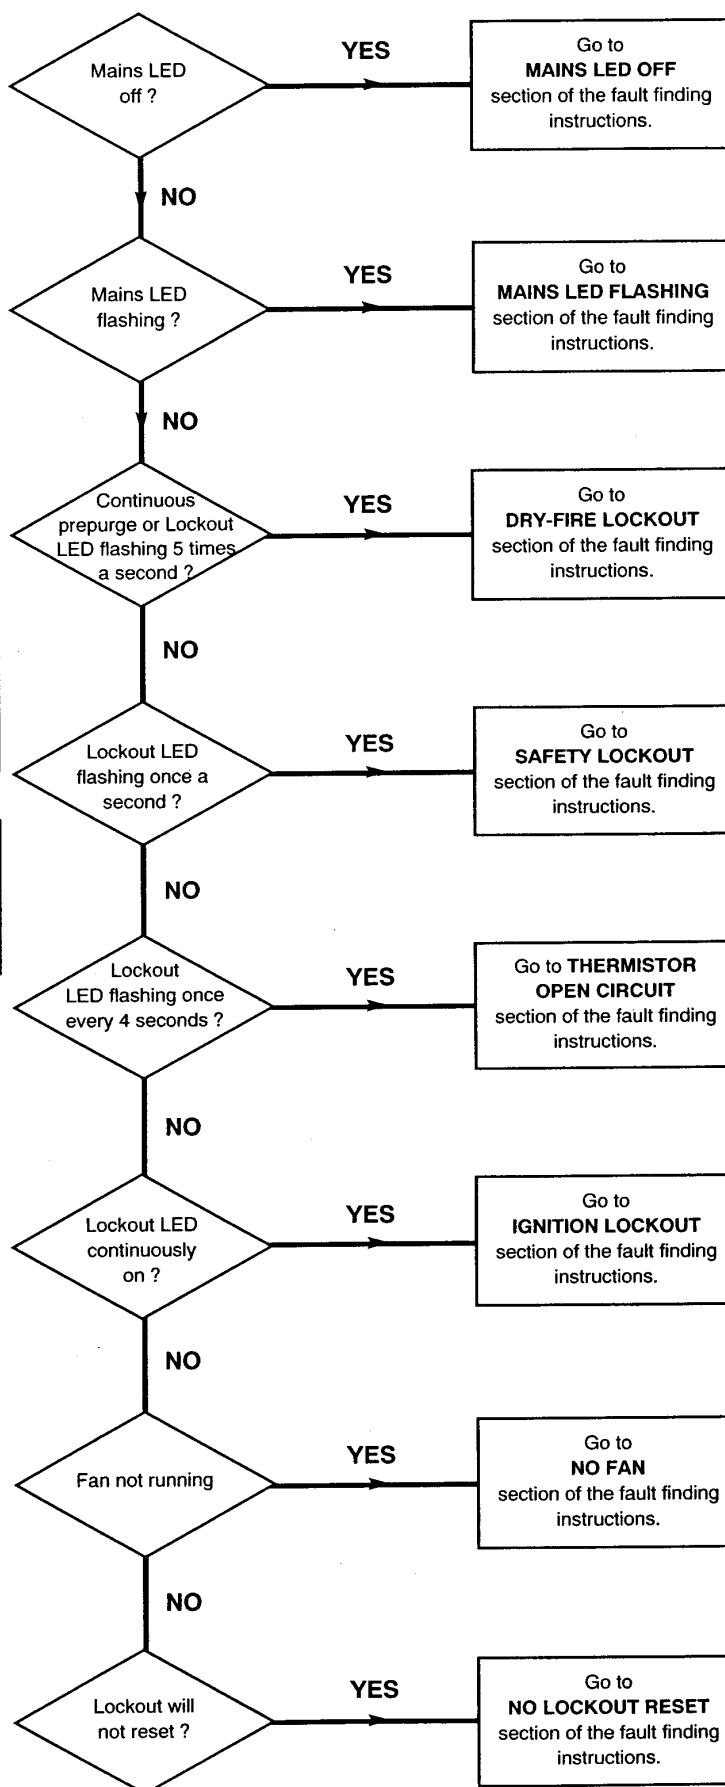 Mains LED
off ?
YES
Go to
MAINS LED OFF
section of the fault finding
instructions.
NO
Mains LED
flashing ?
YES
Go to
MAINS LED FLASHING
section of the fault finding
instructions.
NO
Continuous
prepurge or Lockout
LED flashing 5 times
a second ?
YES
Go to
DRY-FIRE LOCKOUT
section of the fault finding
instructions.
NO
Lockout LED
flashing once a
second ?
YES
Go to
SAFETY LOCKOUT
section of the fault finding
instructions.
NO
Lockout
LED flashing once
every 4 seconds ?
YES
Go to THERMISTOR
OPEN CIRCUIT
section of the fault finding
instructions.
NO
Lockout LED
continuously
on ?
YES
Go to
IGNITION LOCKOUT
section of the fault finding
instructions.
NO
Fan not running
YES
Go to
NO FAN
section of the fault finding
instructions.
NO
Lockout will
not reset ?
YES
Go to
NO LOCKOUT RESET
section of the fault finding
instructions.